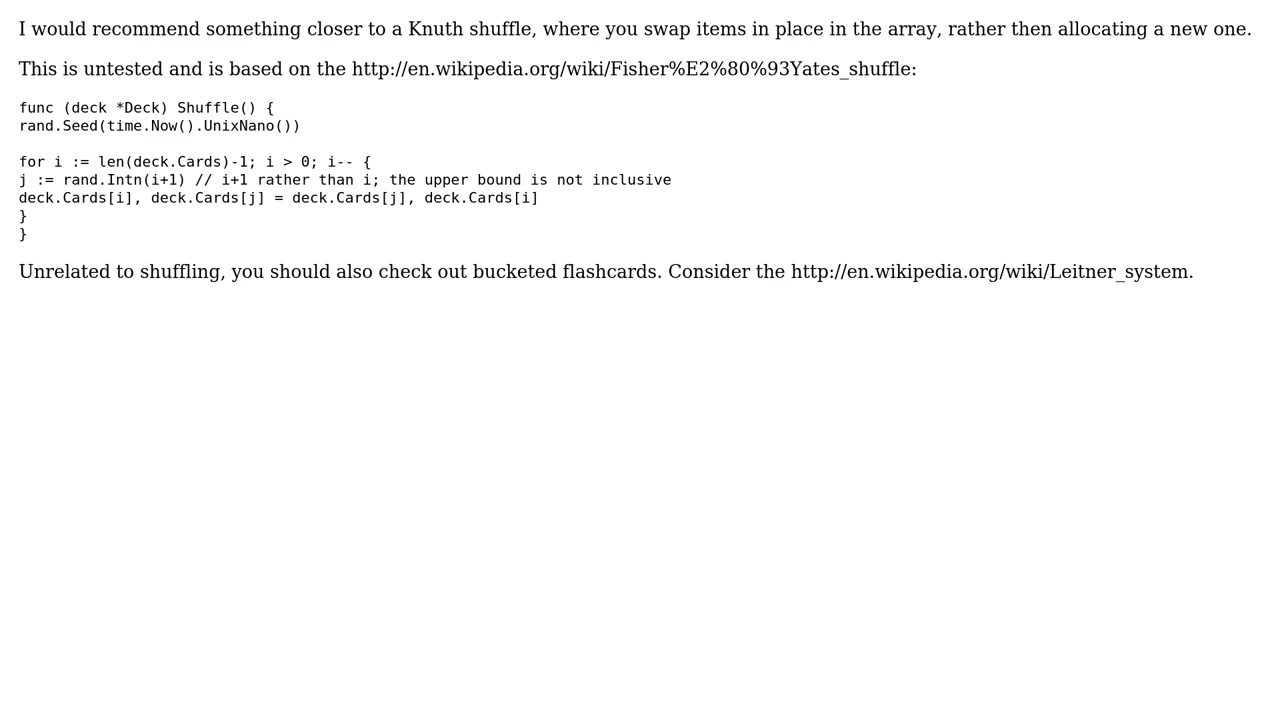 I would recommend something closer to a Knuth shuffle, where you swap items in place in the array, rather then allocating a new one.
This is untested and is based on the http://en.wikipedia.org/wiki/Fisher%E2%80%93Yates_shuffle:
func (deck *Deck) Shuffle() {
rand.Seed(time.Now().UnixNano())
for i := len(deck.Cards)-1; i > 0; i-- {
j := rand.Intn(i+1) // i+1 rather than i; the upper bound is not inclusive
deck.Cards[i], deck.Cards[j] = deck.Cards[j], deck.Cards[i]
}
}
Unrelated to shuffling, you should also check out bucketed flashcards. Consider the http://en.wikipedia.org/wiki/Leitner_system.